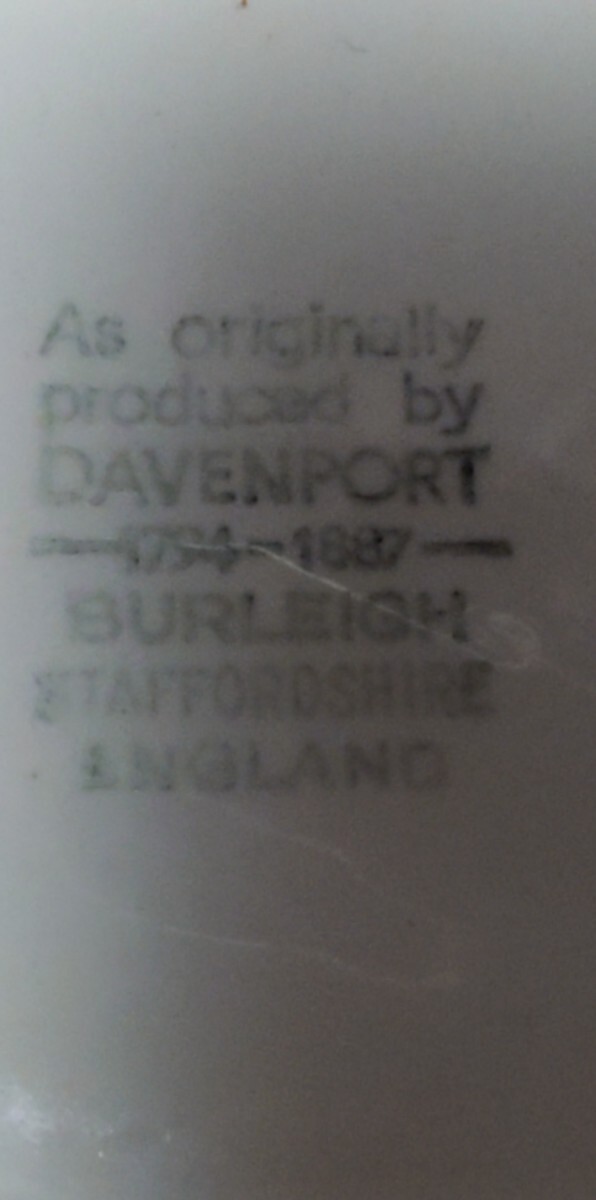 As originally
produced by
DAVENPORT
1794-1887
BURLEIGH
STAFFORDSHIRE
ENGLAND